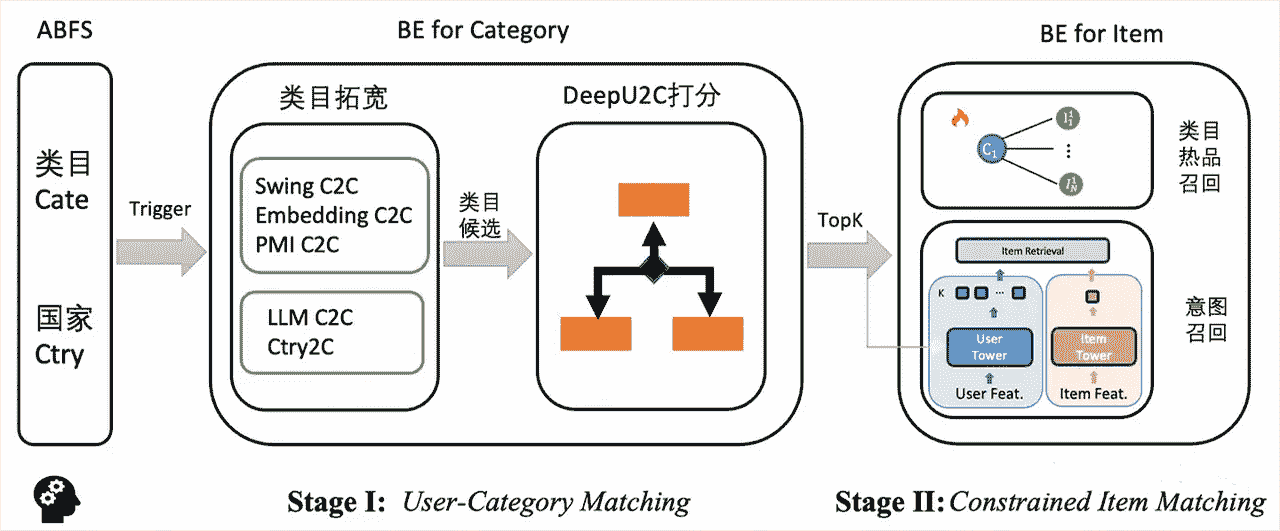 ABFS
类目
Cate
国家
Ctry
Trigger
BE for Category
类目拓宽
Swing C2C
Embedding C2C
PMI C2C
LLM C2C
Ctry2C
类目
候选
DeepU2C打分
TopK
BE for Item
C₁
I₁¹
⋮
I_N¹
类目
热品
召回
Item Retrieval
K
...
User
Tower
User Feat.
Item
Tower
Item Feat.
意图
召回
Stage I: User-Category Matching
Stage II: Constrained Item Matching